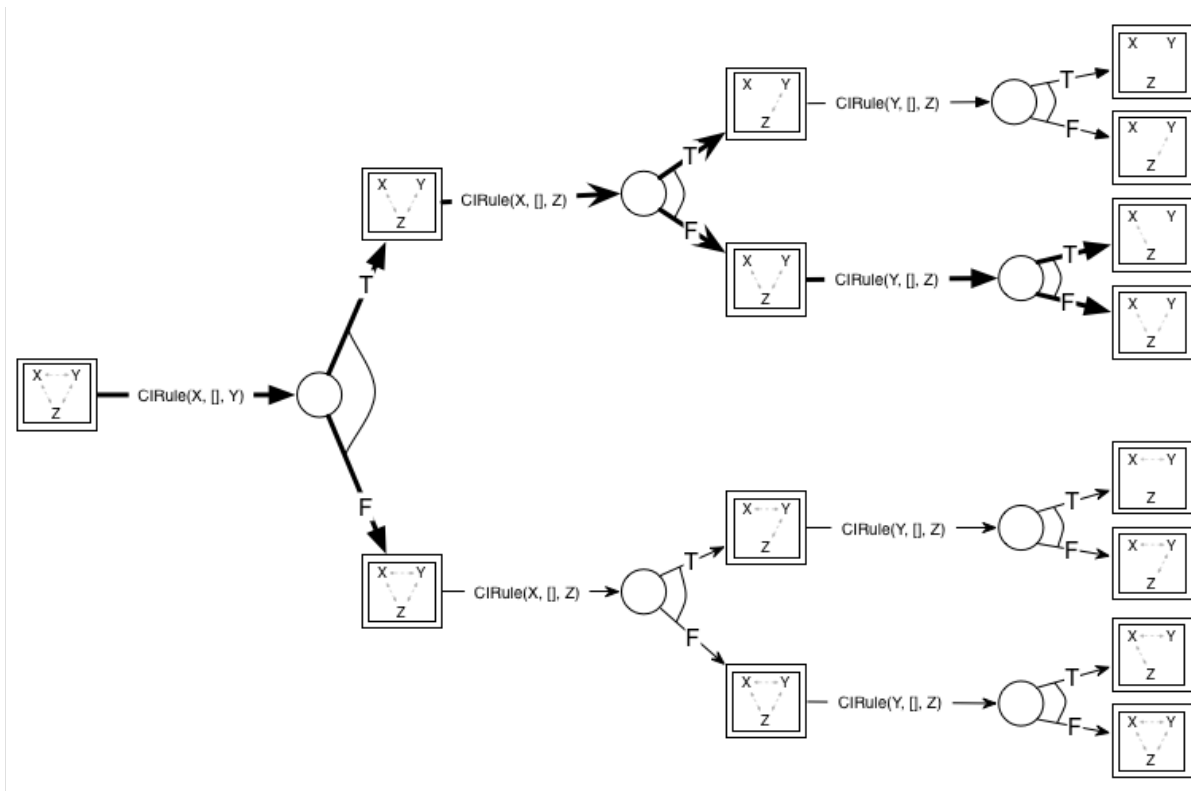 X Y
Z
T
CIRule(Y, [], Z)
F
X Y
Z
X Y
Z
T
CIRule(X, [], Z)
F
X Y
Z
X Y
Z
T
X Y
Z
CIRule(Y, [], Z)
T
F
X Y
Z
X Y
Z
T
X Y
Z
CIRule(X, [], Y)
F
X Y
Z
X Y
Z
CIRule(Y, [], Z)
T
F
X Y
Z
X Y
Z
CIRule(X, [], Z)
T
F
X Y
Z
X Y
Z
CIRule(Y, [], Z)
T
F
X Y
Z
X Y
Z